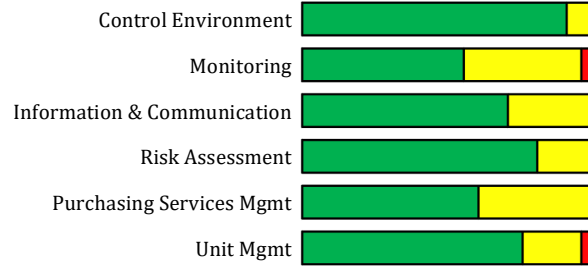 Control Environment
Monitoring
Information & Communication
Risk Assessment
Purchasing Services Mgmt
Unit Mgmt